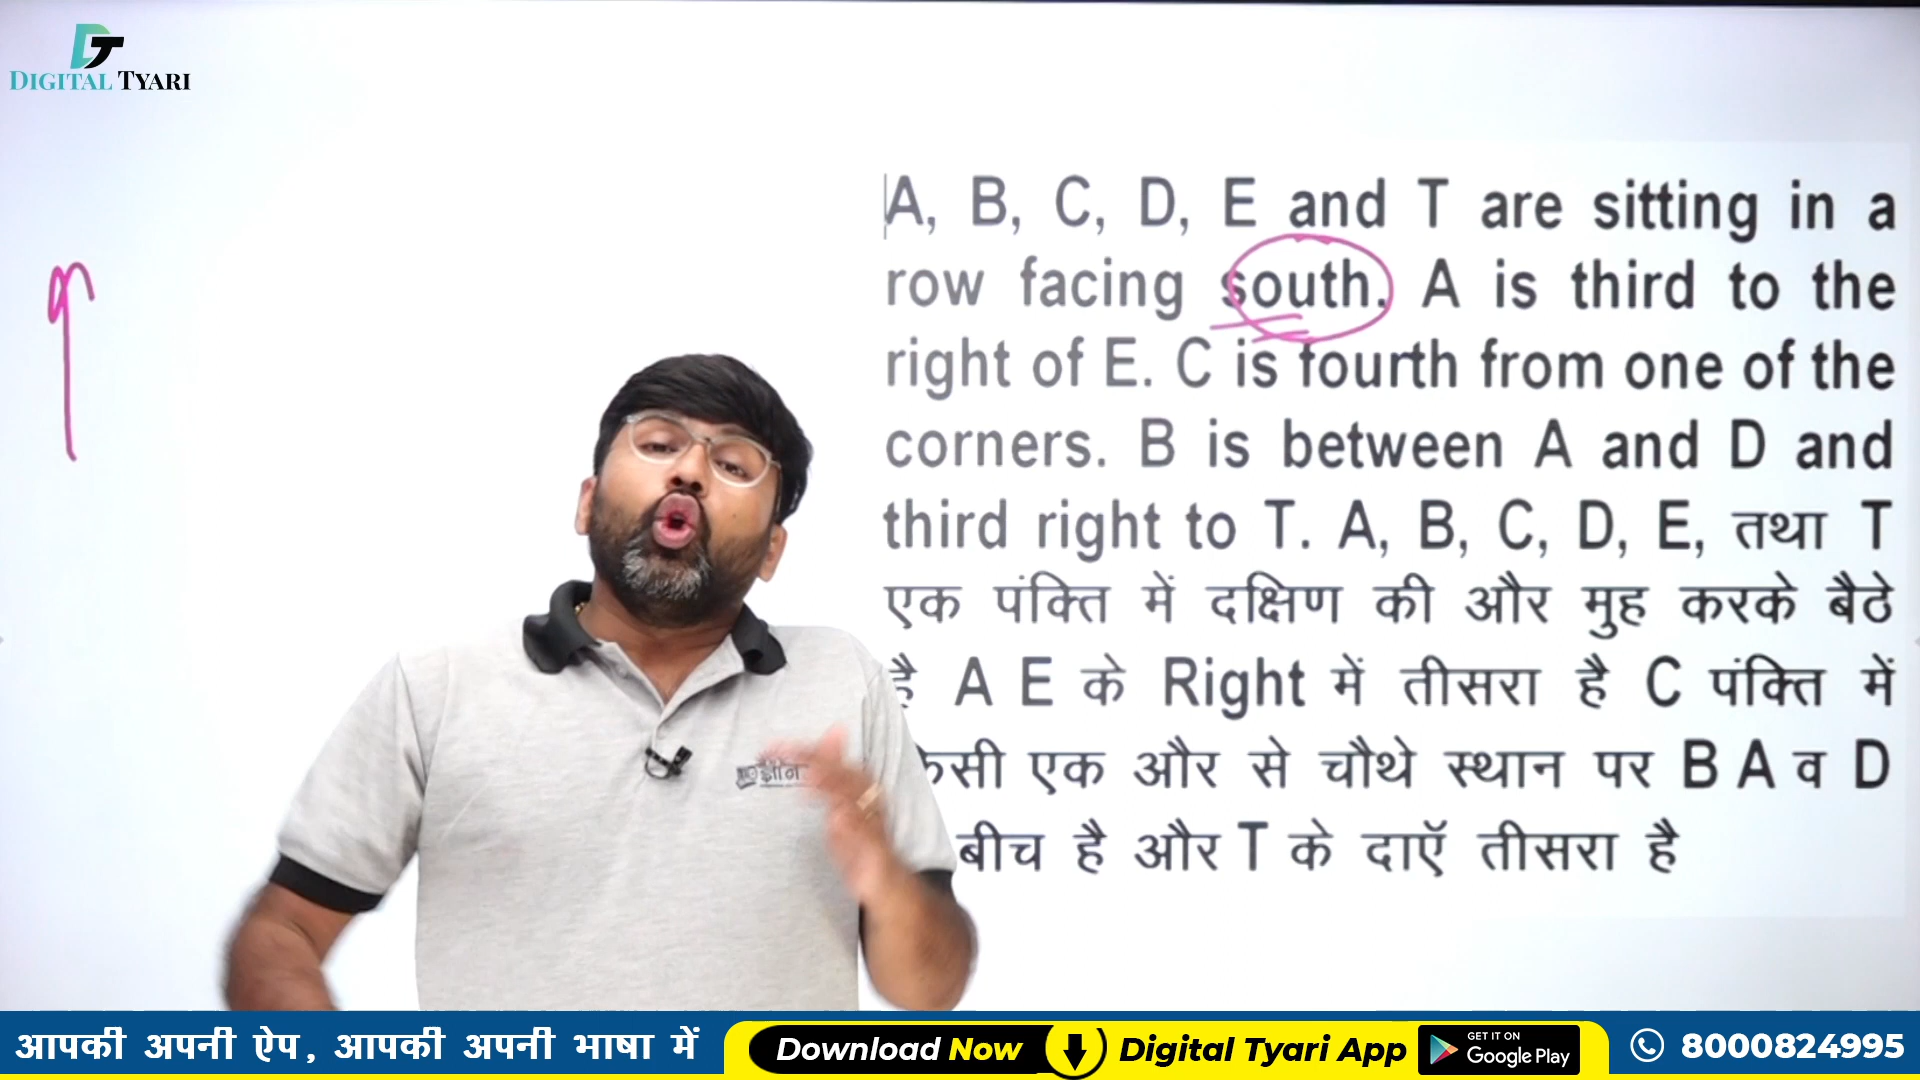 DT
DIGITAL TYARI
A, B, C, D, E and T are sitting in a
row facing south. A is third to the
right of E. C is fourth from one of the
corners. B is between A and D and
third right to T. A, B, C, D, E, तथा T
एक पंक्ति में दक्षिण की और मुह करके बैठे
है A E के Right में तीसरा है C पंक्ति में
एक और से चौथे स्थान पर B A व D
बीच है और T के दाऍ तीसरा है
आपकी अपनी ऐप, आपकी अपनी भाषा में
Download Now
Digital Tyari App
GET IT ON
Google Play
8000824995